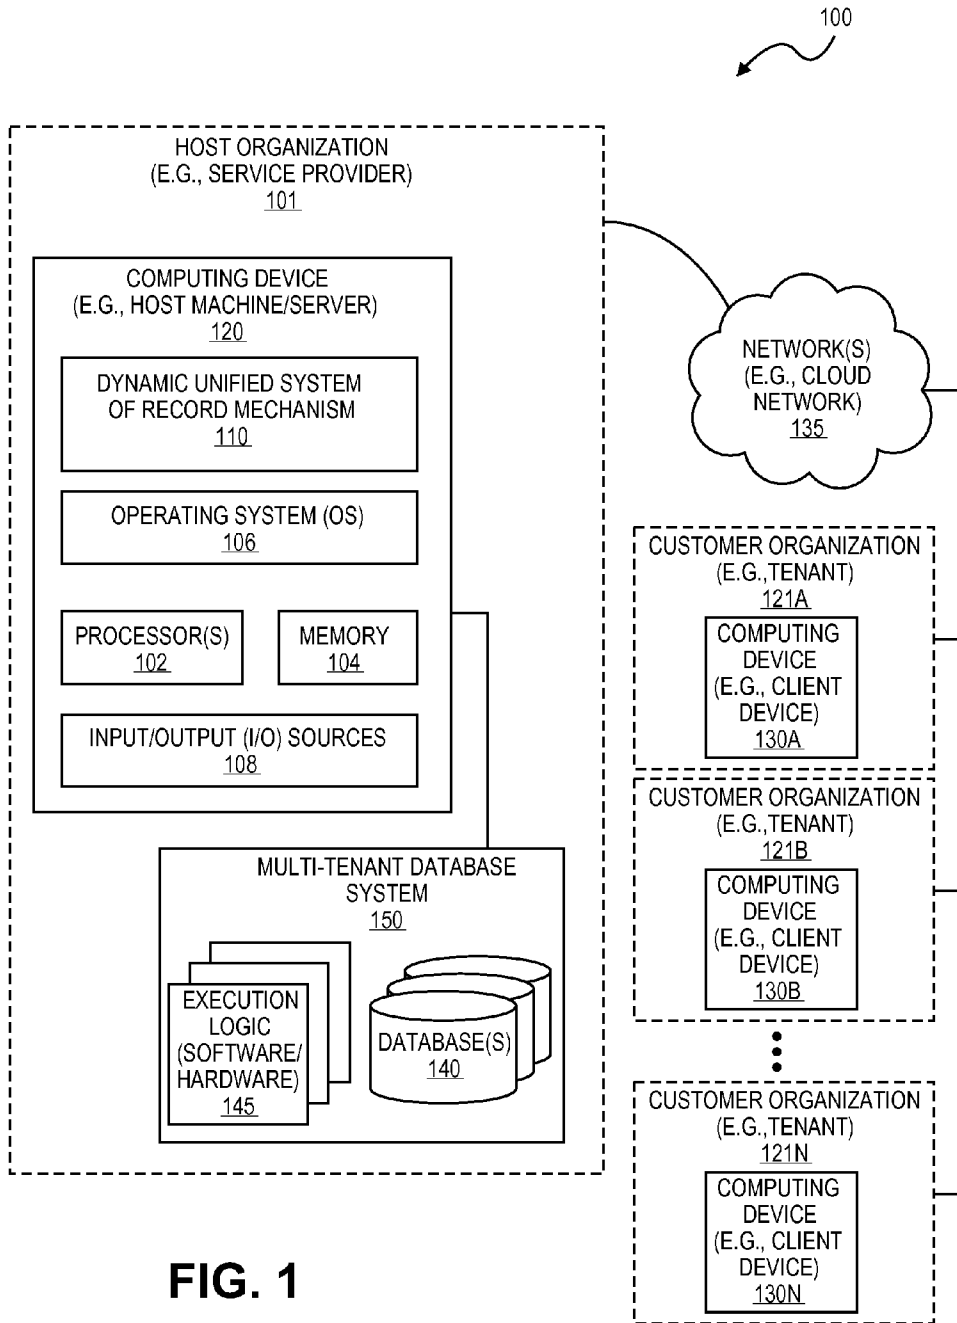 100
HOST ORGANIZATION
(E.G., SERVICE PROVIDER)
101
COMPUTING DEVICE
(E.G., HOST MACHINE/SERVER)
120
DYNAMIC UNIFIED SYSTEM
OF RECORD MECHANISM
110
OPERATING SYSTEM (OS)
106
PROCESSOR(S)
102
MEMORY
104
INPUT/OUTPUT (I/O) SOURCES
108
MULTI-TENANT DATABASE
SYSTEM
150
EXECUTION
LOGIC
(SOFTWARE/
HARDWARE)
145
DATABASE(S)
140
NETWORK(S)
(E.G., CLOUD
NETWORK)
135
CUSTOMER ORGANIZATION
(E.G.,TENANT)
121A
COMPUTING
DEVICE
(E.G., CLIENT
DEVICE)
130A
CUSTOMER ORGANIZATION
(E.G.,TENANT)
121B
COMPUTING
DEVICE
(E.G., CLIENT
DEVICE)
130B
CUSTOMER ORGANIZATION
(E.G.,TENANT)
121N
COMPUTING
DEVICE
(E.G., CLIENT
DEVICE)
130N
FIG. 1